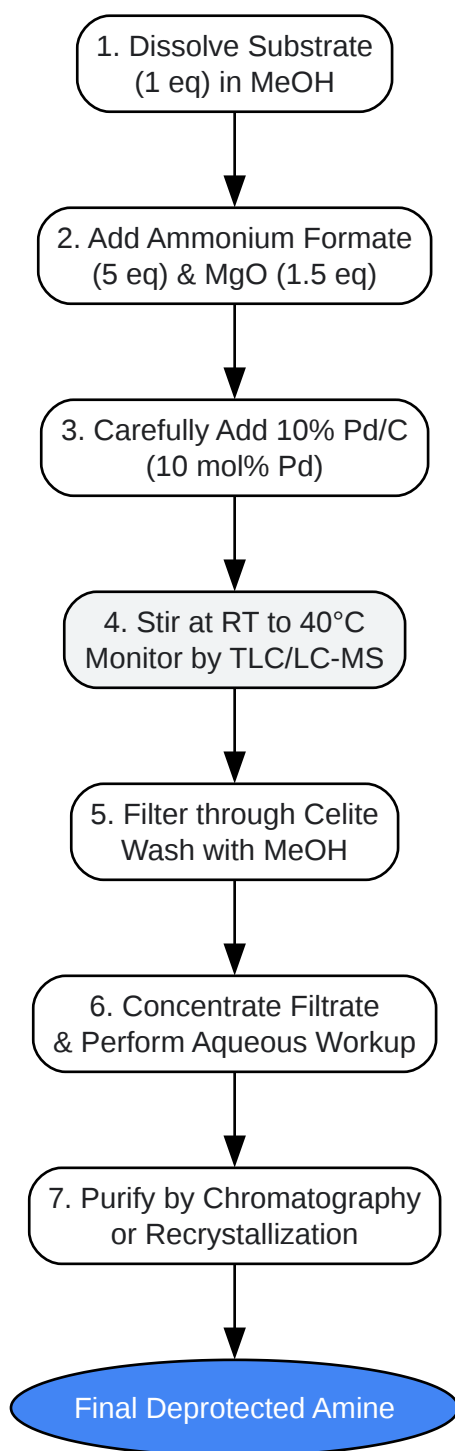 1. Dissolve Substrate
(1 eq) in MeOH
2. Add Ammonium Formate
(5 eq) & MgO (1.5 eq)
3. Carefully Add 10% Pd/C
(10 mol% Pd)
4. Stir at RT to 40°C
Monitor by TLC/LC-MS
5. Filter through Celite
Wash with MeOH
6. Concentrate Filtrate
& Perform Aqueous Workup
7. Purify by Chromatography
or Recrystallization
Final Deprotected Amine